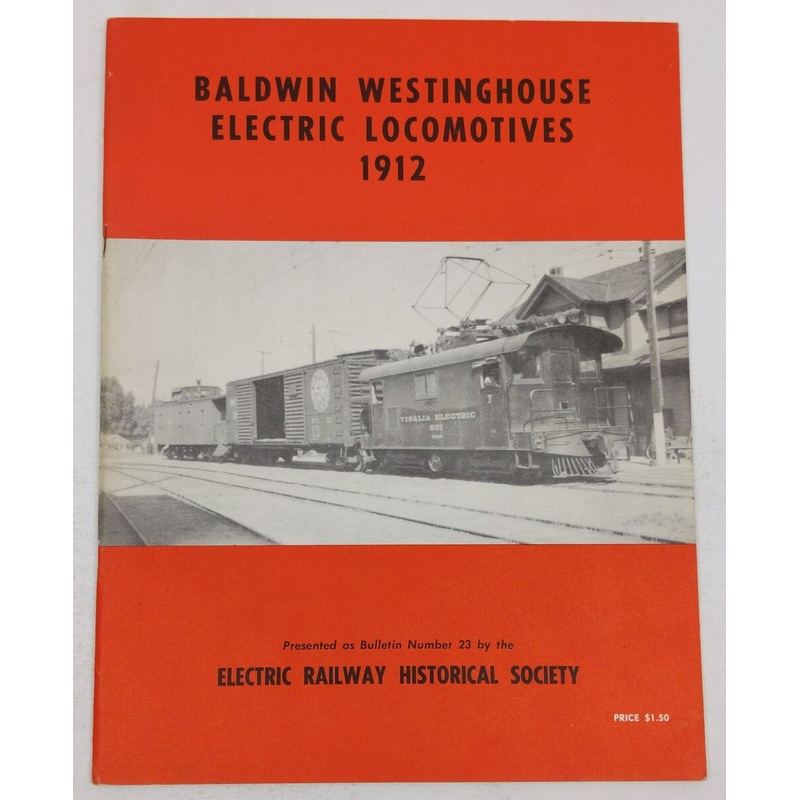 BALDWIN WESTINGHOUSE
ELECTRIC LOCOMOTIVES
1912
VISALIA ELECTRIC
601
Presented as Bulletin Number 23 by the
ELECTRIC RAILWAY HISTORICAL SOCIETY
PRICE $1.50